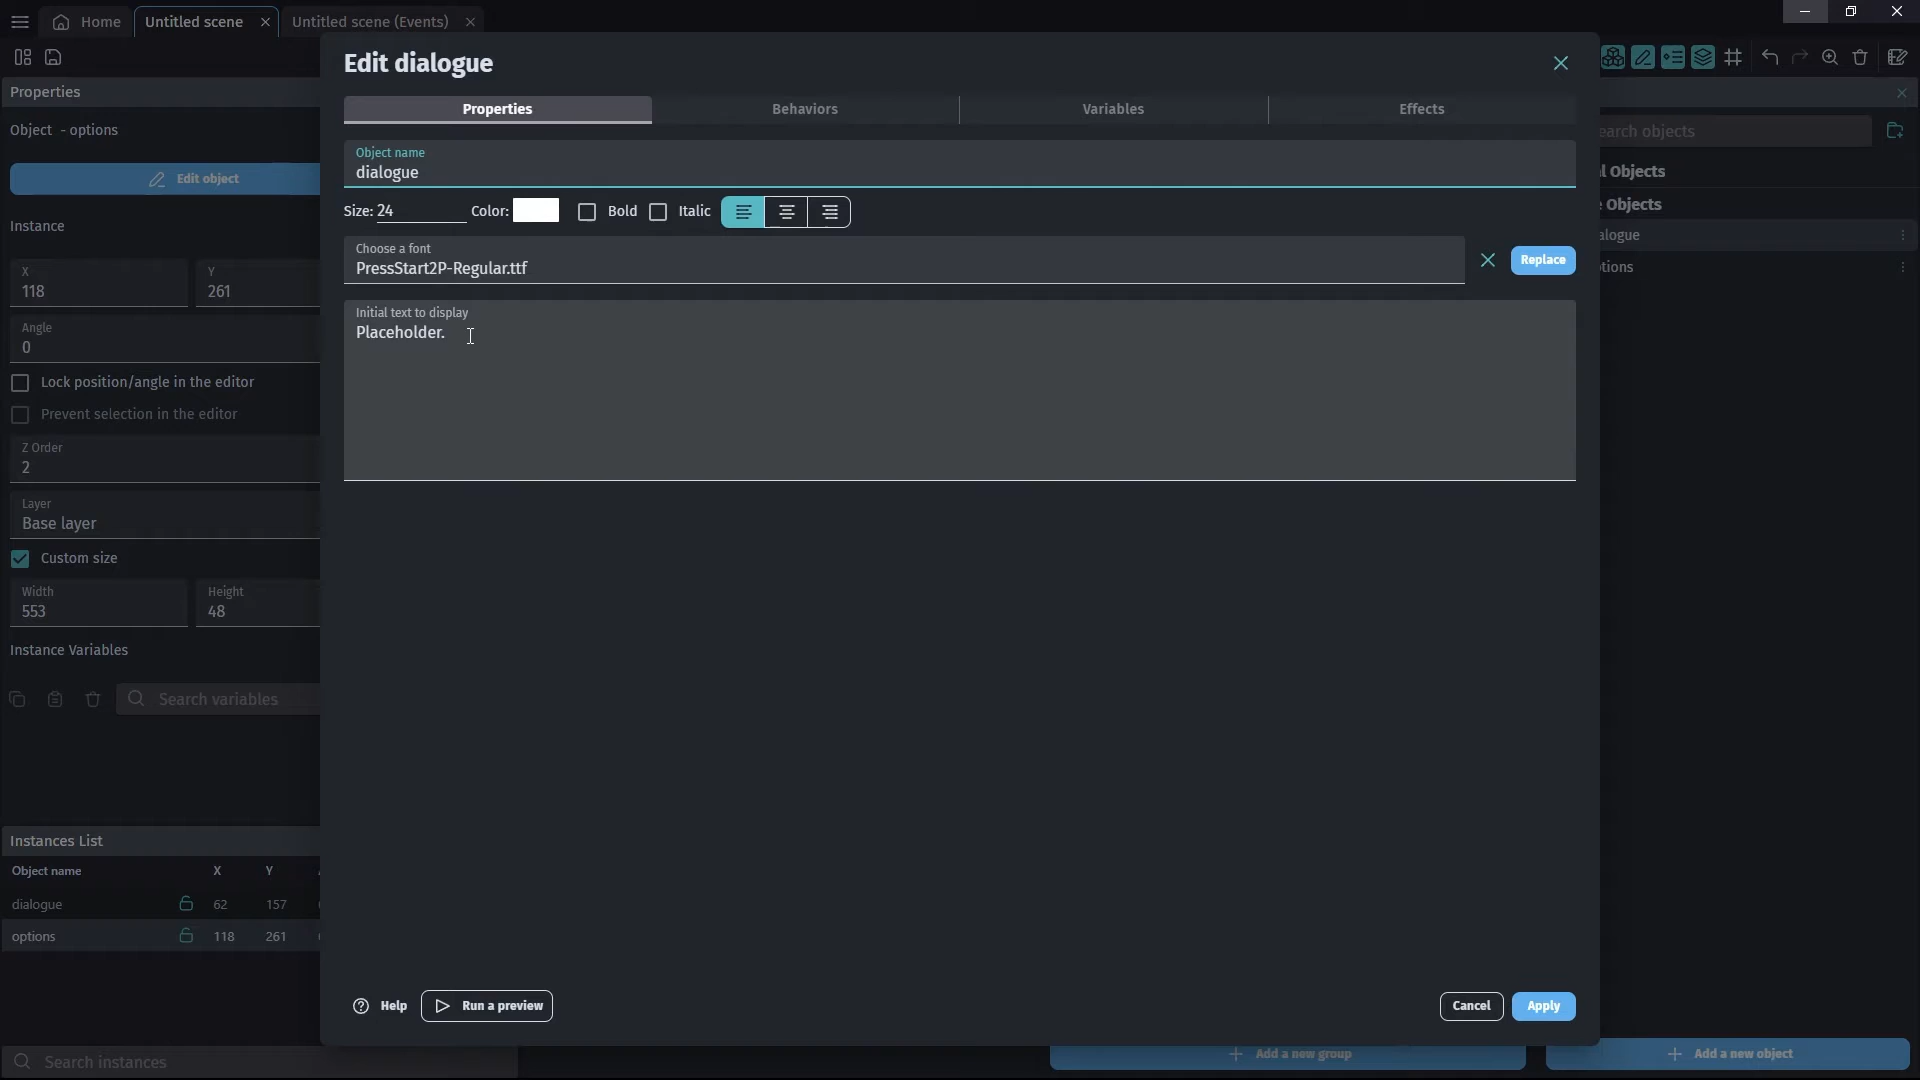 Home
Untitled scene
Untitled scene (Events)
Properties
Object - options
Edit object
Instance
X
118
Y
261
Angle
0
Lock position/angle in the editor
Prevent selection in the editor
Z Order
2
Layer
Base layer
Custom size
Width
553
Height
48
Instance Variables
Search variables
Instances List
Object name X Y
dialogue 62 157
options 118 261
Search instances
Edit dialogue
Properties
Behaviors
Variables
Effects
Object name
dialogue
Size: 24 Color: Bold Italic
Choose a font
PressStart2P-Regular.ttf
Replace
Initial text to display
Placeholder.
Help
Run a preview
Cancel
Apply
earch objects
l Objects
Objects
alogue
tions
Add a new group
Add a new object